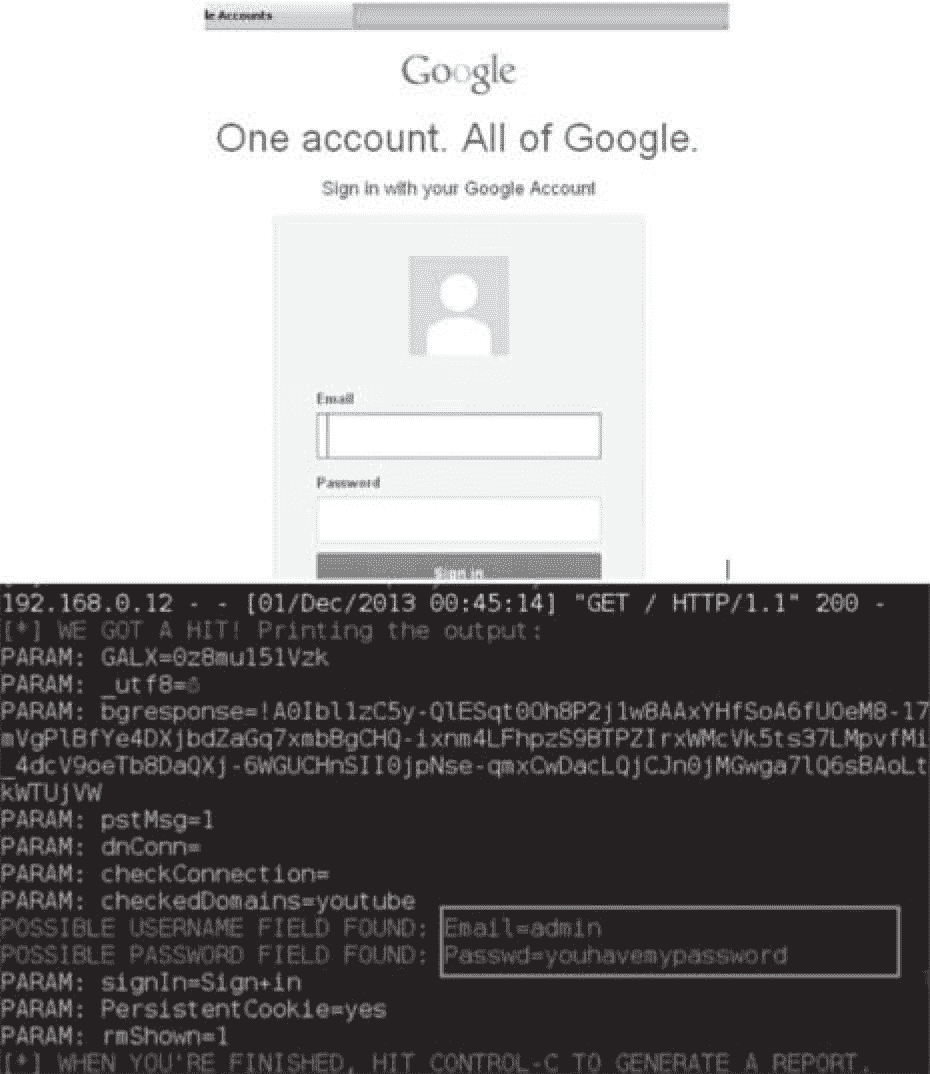 le Accounts
Google
One account. All of Google.
Sign in with your Google Account
Email
Password
Sign in
192.168.0.12 - - [01/Dec/2013 00:45:14] "GET / HTTP/1.1" 200 -
[*] WE GOT A HIT! Printing the output:
PARAM: GALX=0z8mu151Vzk
PARAM: _utf8=☃
PARAM: bgresponse=!A0Ibl1zC5y-QlESqt0Oh8P2j1w8AAxYHfSoA6fUOeM8-17
mVgPlBfYe4DXjbdZaGq7xmbBgCHQ-ixnm4LFhpzS9BTPZIrxWMcVk5ts37LMpvfMi
_4dcV9oeTb8DaQXj-6WGUCHnSII0jpNse-qmxCwDacLQjCJn0jMGwga7lQ6sBAoLt
kWTUjVW
PARAM: pstMsg=1
PARAM: dnConn=
PARAM: checkConnection=
PARAM: checkedDomains=youtube
POSSIBLE USERNAME FIELD FOUND: Email=admin
POSSIBLE PASSWORD FIELD FOUND: Passwd=youhavemypassword
PARAM: signIn=Sign+in
PARAM: PersistentCookie=yes
PARAM: rmShown=1
[*] WHEN YOU'RE FINISHED, HIT CONTROL-C TO GENERATE A REPORT.